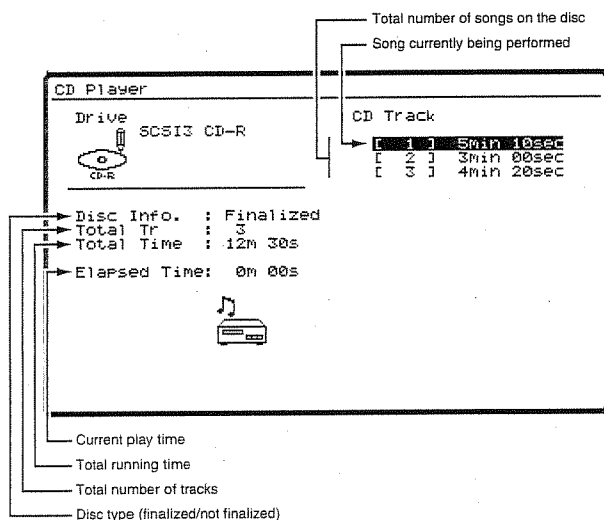 Total number of songs on the disc
Song currently being performed
CD Player
Drive
SCSI3 CD-R
CD-R
CD Track
[ 1 ] 5min 10sec
[ 2 ] 3min 00sec
[ 3 ] 4min 20sec
Disc Info. : Finalized
Total Tr : 3
Total Time : 12m 30s
Elapsed Time: 0m 00s
Current play time
Total running time
Total number of tracks
Disc type (finalized/not finalized)